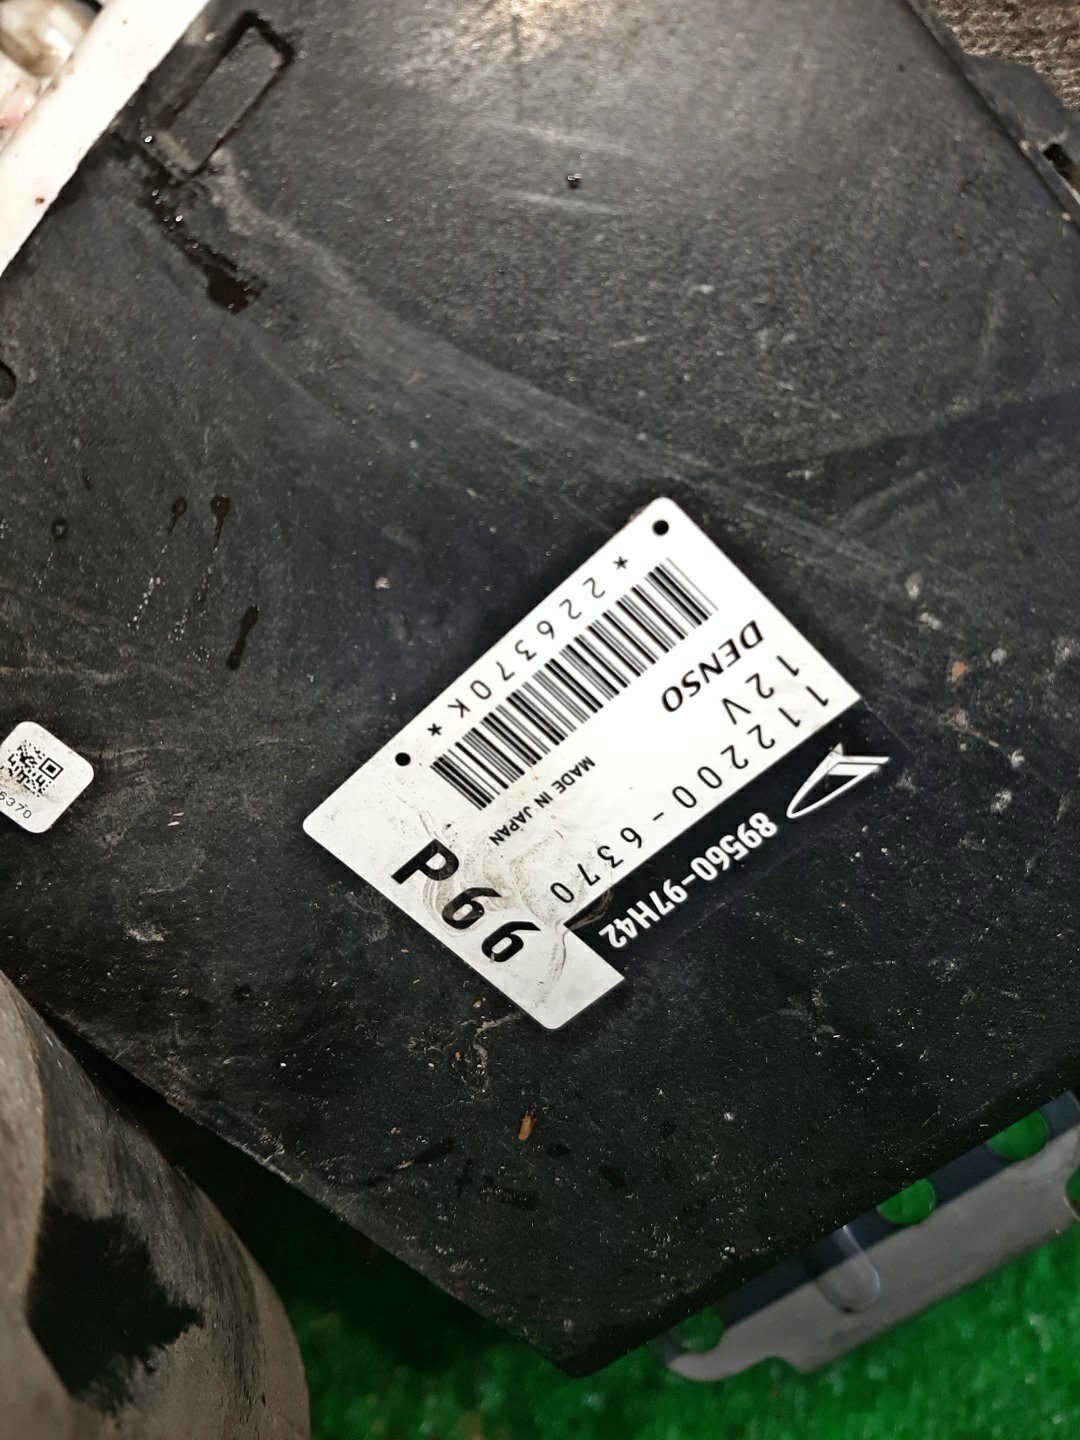 89560-97H42
112200-6370
12V
DENSO
MADE IN JAPAN
*226370K*
P66
6370